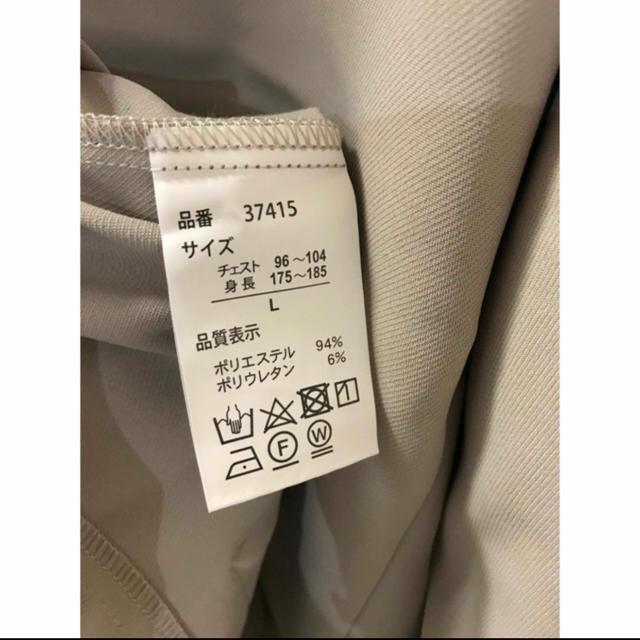 品番 37415
サイズ
チェスト 96〜104
身長 175〜185
L
品質表示
ポリエステル 94%
ポリウレタン 6%
F W